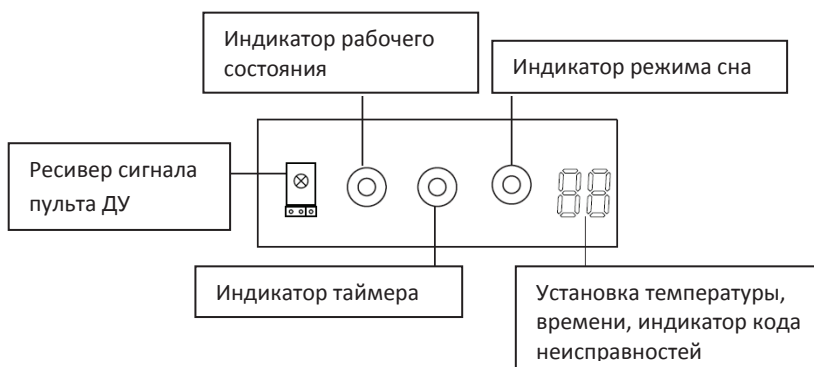 Индикатор рабочего
состояния
Индикатор режима сна
Ресивер сигнала
пульта ДУ
Индикатор таймера
Установка температуры,
времени, индикатор кода
неисправностей